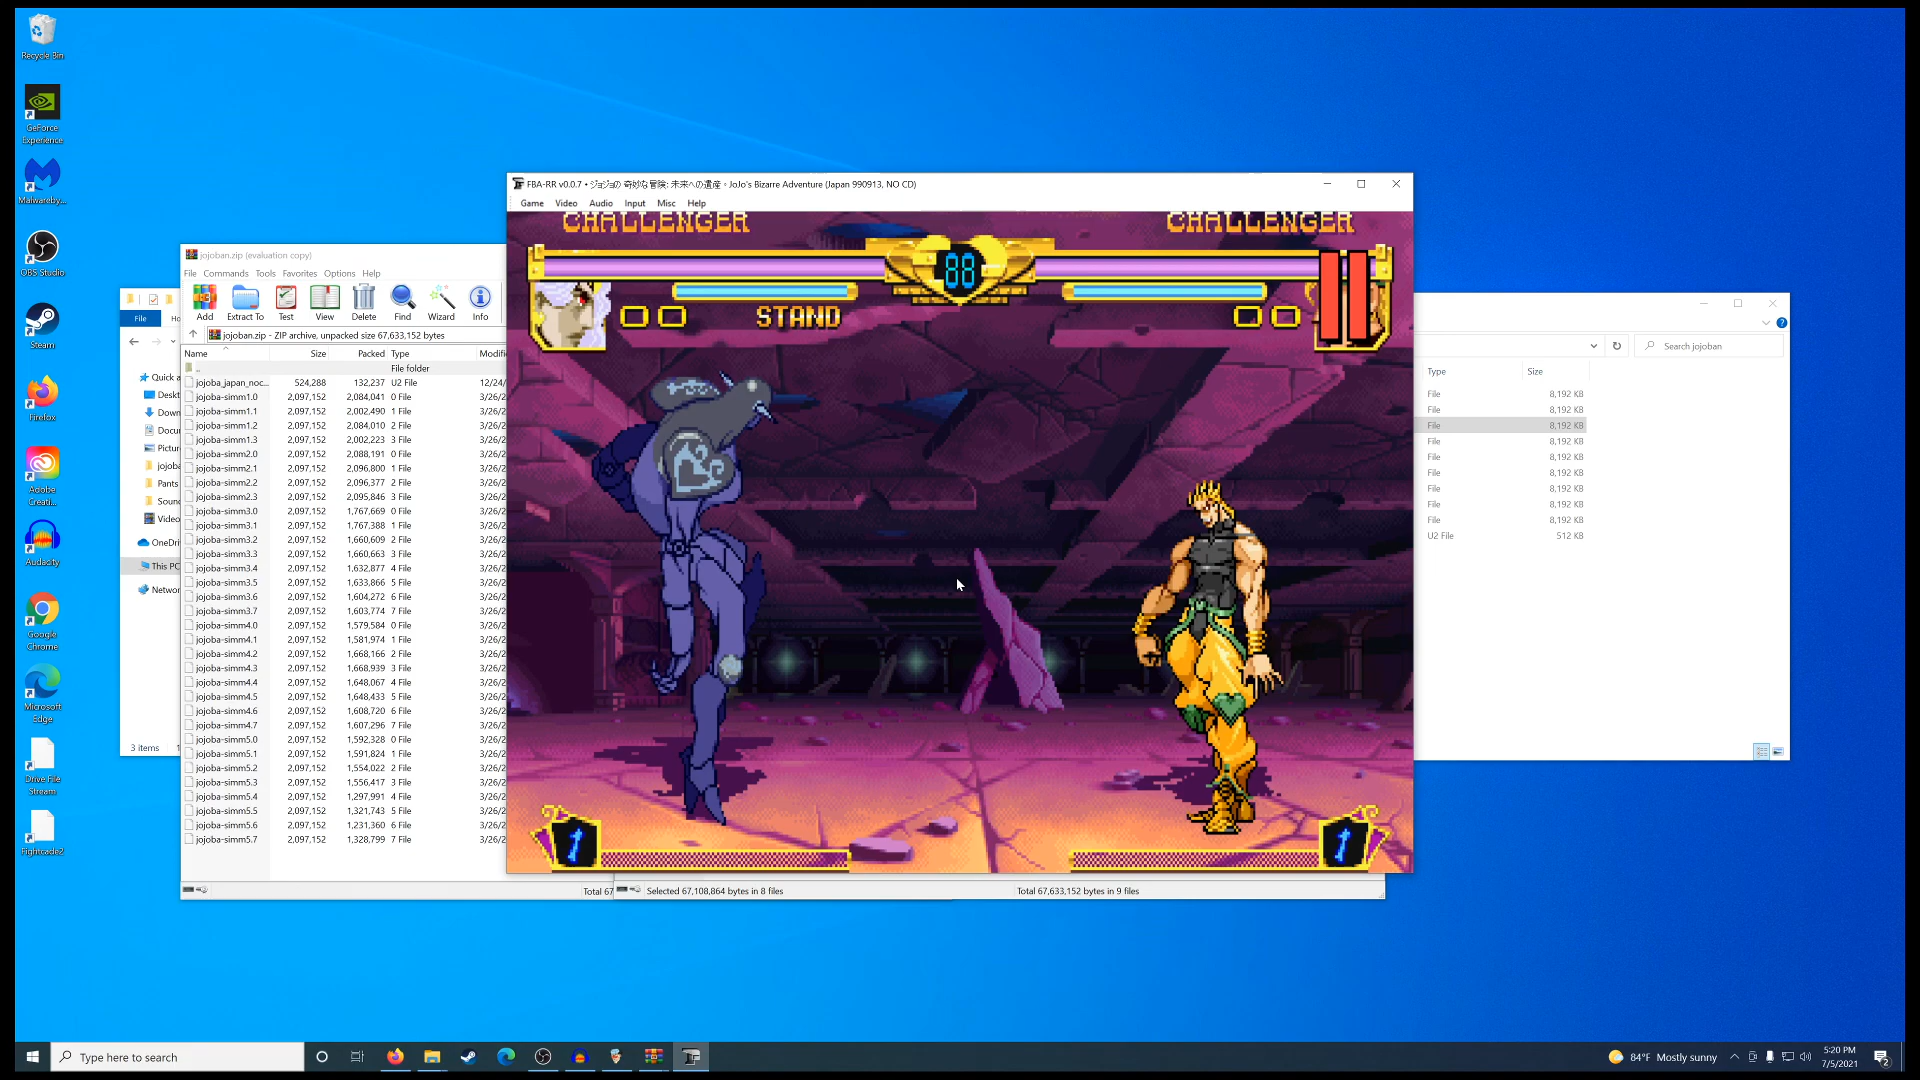 Recycle Bin
GeForce
Experience
Malwareby...
OBS Studio
Steam
Firefox
Adobe
Creati...
Audacity
Google
Chrome
Microsoft
Edge
Drive File
Stream
Fightcade2
File
Quick a
Deskt
Down
Docu
Pictur
jojoba
Pants
Soun
Video
OneDri
This PC
Networ
3 items
jojoban.zip (evaluation copy)
File Commands Tools Favorites Options Help
Add Extract To Test View Delete Find Wizard Info
jojoban.zip - ZIP archive, unpacked size 67,633,152 bytes
Name Size Packed Type Modifi
.. File folder
jojoba_japan_noc... 524,288 132,237 U2 File 12/24/
jojoba-simm1.0 2,097,152 2,084,041 0 File 3/26/2
jojoba-simm1.1 2,097,152 2,002,490 1 File 3/26/2
jojoba-simm1.2 2,097,152 2,084,010 2 File 3/26/2
jojoba-simm1.3 2,097,152 2,002,223 3 File 3/26/2
jojoba-simm2.0 2,097,152 2,088,191 0 File 3/26/2
jojoba-simm2.1 2,097,152 2,096,800 1 File 3/26/2
jojoba-simm2.2 2,097,152 2,096,377 2 File 3/26/2
jojoba-simm2.3 2,097,152 2,095,846 3 File 3/26/2
jojoba-simm3.0 2,097,152 1,767,669 0 File 3/26/2
jojoba-simm3.1 2,097,152 1,767,388 1 File 3/26/2
jojoba-simm3.2 2,097,152 1,660,609 2 File 3/26/2
jojoba-simm3.3 2,097,152 1,660,663 3 File 3/26/2
jojoba-simm3.4 2,097,152 1,632,877 4 File 3/26/2
jojoba-simm3.5 2,097,152 1,633,866 5 File 3/26/2
jojoba-simm3.6 2,097,152 1,604,272 6 File 3/26/2
jojoba-simm3.7 2,097,152 1,603,774 7 File 3/26/2
jojoba-simm4.0 2,097,152 1,579,584 0 File 3/26/2
jojoba-simm4.1 2,097,152 1,581,974 1 File 3/26/2
jojoba-simm4.2 2,097,152 1,668,166 2 File 3/26/2
jojoba-simm4.3 2,097,152 1,668,939 3 File 3/26/2
jojoba-simm4.4 2,097,152 1,648,067 4 File 3/26/2
jojoba-simm4.5 2,097,152 1,648,433 5 File 3/26/2
jojoba-simm4.6 2,097,152 1,608,720 6 File 3/26/2
jojoba-simm4.7 2,097,152 1,607,296 7 File 3/26/2
jojoba-simm5.0 2,097,152 1,592,328 0 File 3/26/2
jojoba-simm5.1 2,097,152 1,591,824 1 File 3/26/2
jojoba-simm5.2 2,097,152 1,554,022 2 File 3/26/2
jojoba-simm5.3 2,097,152 1,556,417 3 File 3/26/2
jojoba-simm5.4 2,097,152 1,297,991 4 File 3/26/2
jojoba-simm5.5 2,097,152 1,321,743 5 File 3/26/2
jojoba-simm5.6 2,097,152 1,231,360 6 File 3/26/2
jojoba-simm5.7 2,097,152 1,328,799 7 File 3/26/2
Total 67
Selected 67,108,864 bytes in 8 files Total 67,633,152 bytes in 9 files
FBA-RR v0.0.7 • ジョジョの 奇妙な冒険: 未来への遺産 • JoJo's Bizarre Adventure (Japan 990913, NO CD)
Game Video Audio Input Misc Help
CHALLENGER CHALLENGER
88
STAND
1 1
Search jojoban
Type Size
File 8,192 KB
File 8,192 KB
File 8,192 KB
File 8,192 KB
File 8,192 KB
File 8,192 KB
File 8,192 KB
File 8,192 KB
File 8,192 KB
U2 File 512 KB
Type here to search
84°F Mostly sunny
5:20 PM
7/5/2021
2